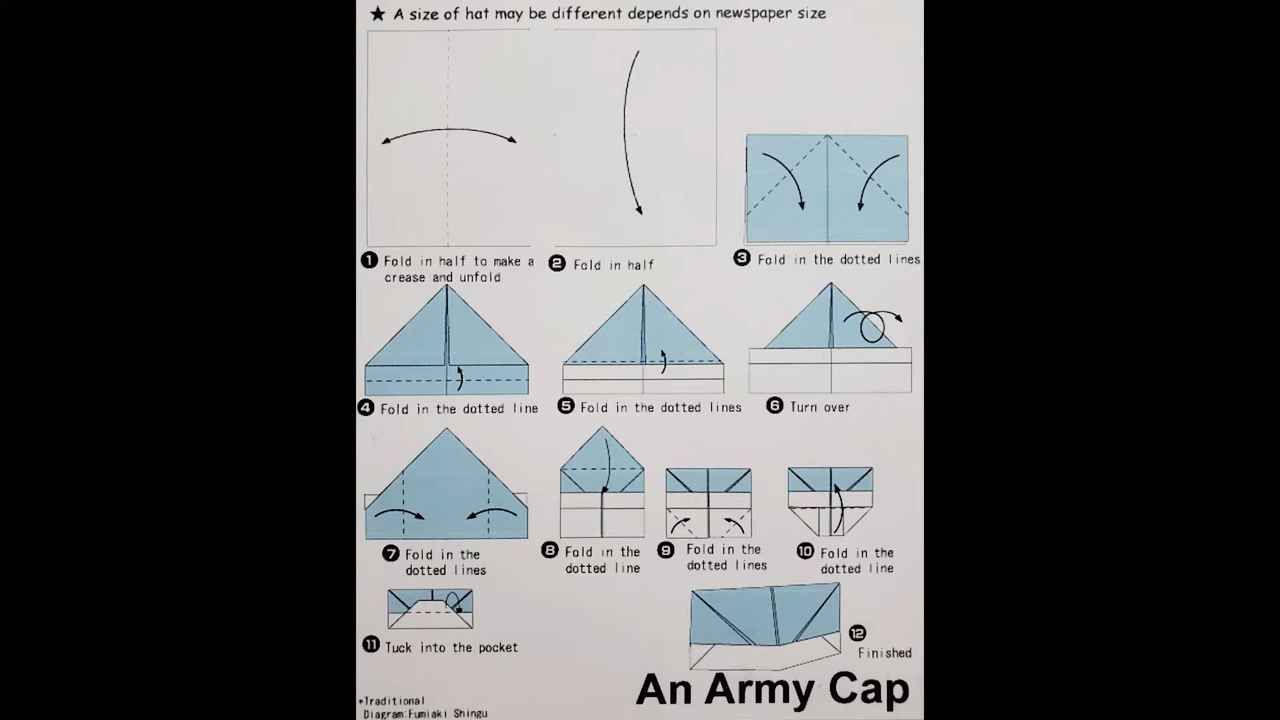 ★ A size of hat may be different depends on newspaper size
1 Fold in half to make a
crease and unfold
2 Fold in half
3 Fold in the dotted lines
4 Fold in the dotted line
5 Fold in the dotted lines
6 Turn over
7 Fold in the
dotted lines
8 Fold in the
dotted line
9 Fold in the
dotted lines
10 Fold in the
dotted line
11 Tuck into the pocket
12
Finished
An Army Cap
*Traditional
Diagram:Fumiaki Shingu